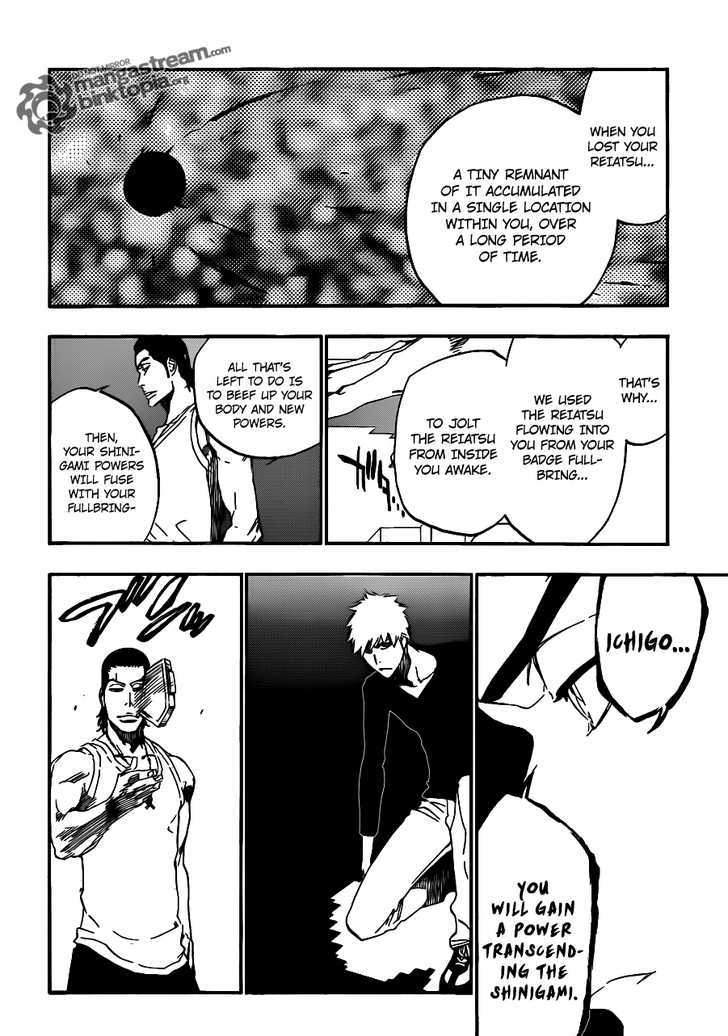 DO NOT MIRROR
mangastream.com
binktopia.org
WHEN YOU
LOST YOUR
REIATSU...
A TINY REMNANT
OF IT ACCUMULATED
IN A SINGLE LOCATION
WITHIN YOU, OVER
A LONG PERIOD
OF TIME.
THAT'S
WHY...
WE USED
THE REIATSU
FLOWING INTO
YOU FROM YOUR
BADGE FULL-
BRING...
TO JOLT
THE REIATSU
FROM INSIDE
YOU AWAKE.
ALL THAT'S
LEFT TO DO IS
TO BEEF UP YOUR
BODY AND NEW
POWERS.
THEN,
YOUR SHINI-
GAMI POWERS
WILL FUSE
WITH YOUR
FULLBRING~
ICHIGO...
YOU
WILL GAIN
A POWER
TRANSCEND-
ING THE
SHINIGAMI.